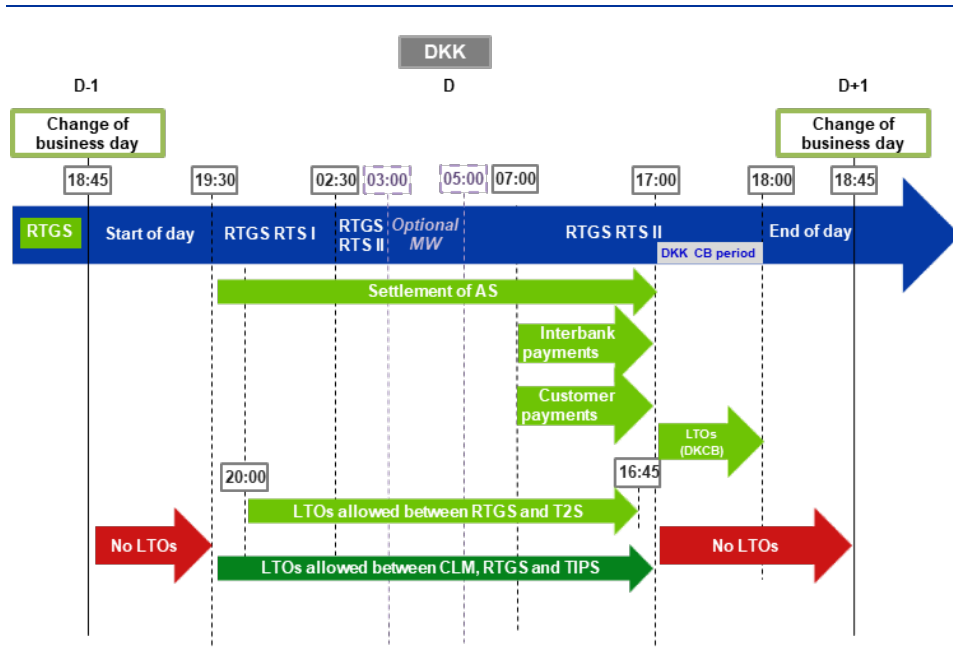 DKK
D-1
D
D+1
Change of
business day
Change of
business day
18:45
19:30
02:30
03:00
05:00
07:00
17:00
18:00
18:45
RTGS
Start of day
RTGS RTS I
RTGS
RTS II
Optional
MW
RTGS RTS II
End of day
DKK CB period
Settlement of AS
Interbank
payments
Customer
payments
LTOs
(DKCB)
20:00
16:45
LTOs allowed between RTGS and T2S
No LTOs
No LTOs
LTOs allowed between CLM, RTGS and TIPS